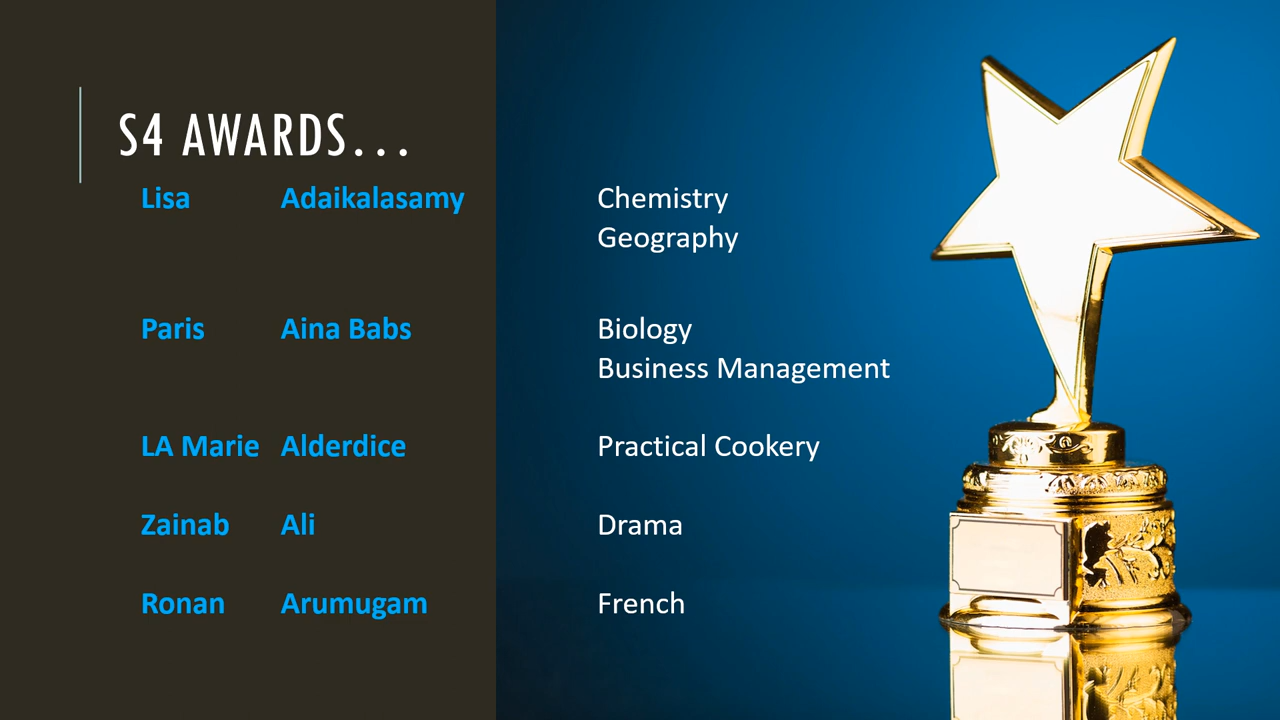 S4 AWARDS...
Lisa Adaikalasamy Chemistry
Geography
Paris Aina Babs Biology
Business Management
LA Marie Alderdice Practical Cookery
Zainab Ali Drama
Ronan Arumugam French